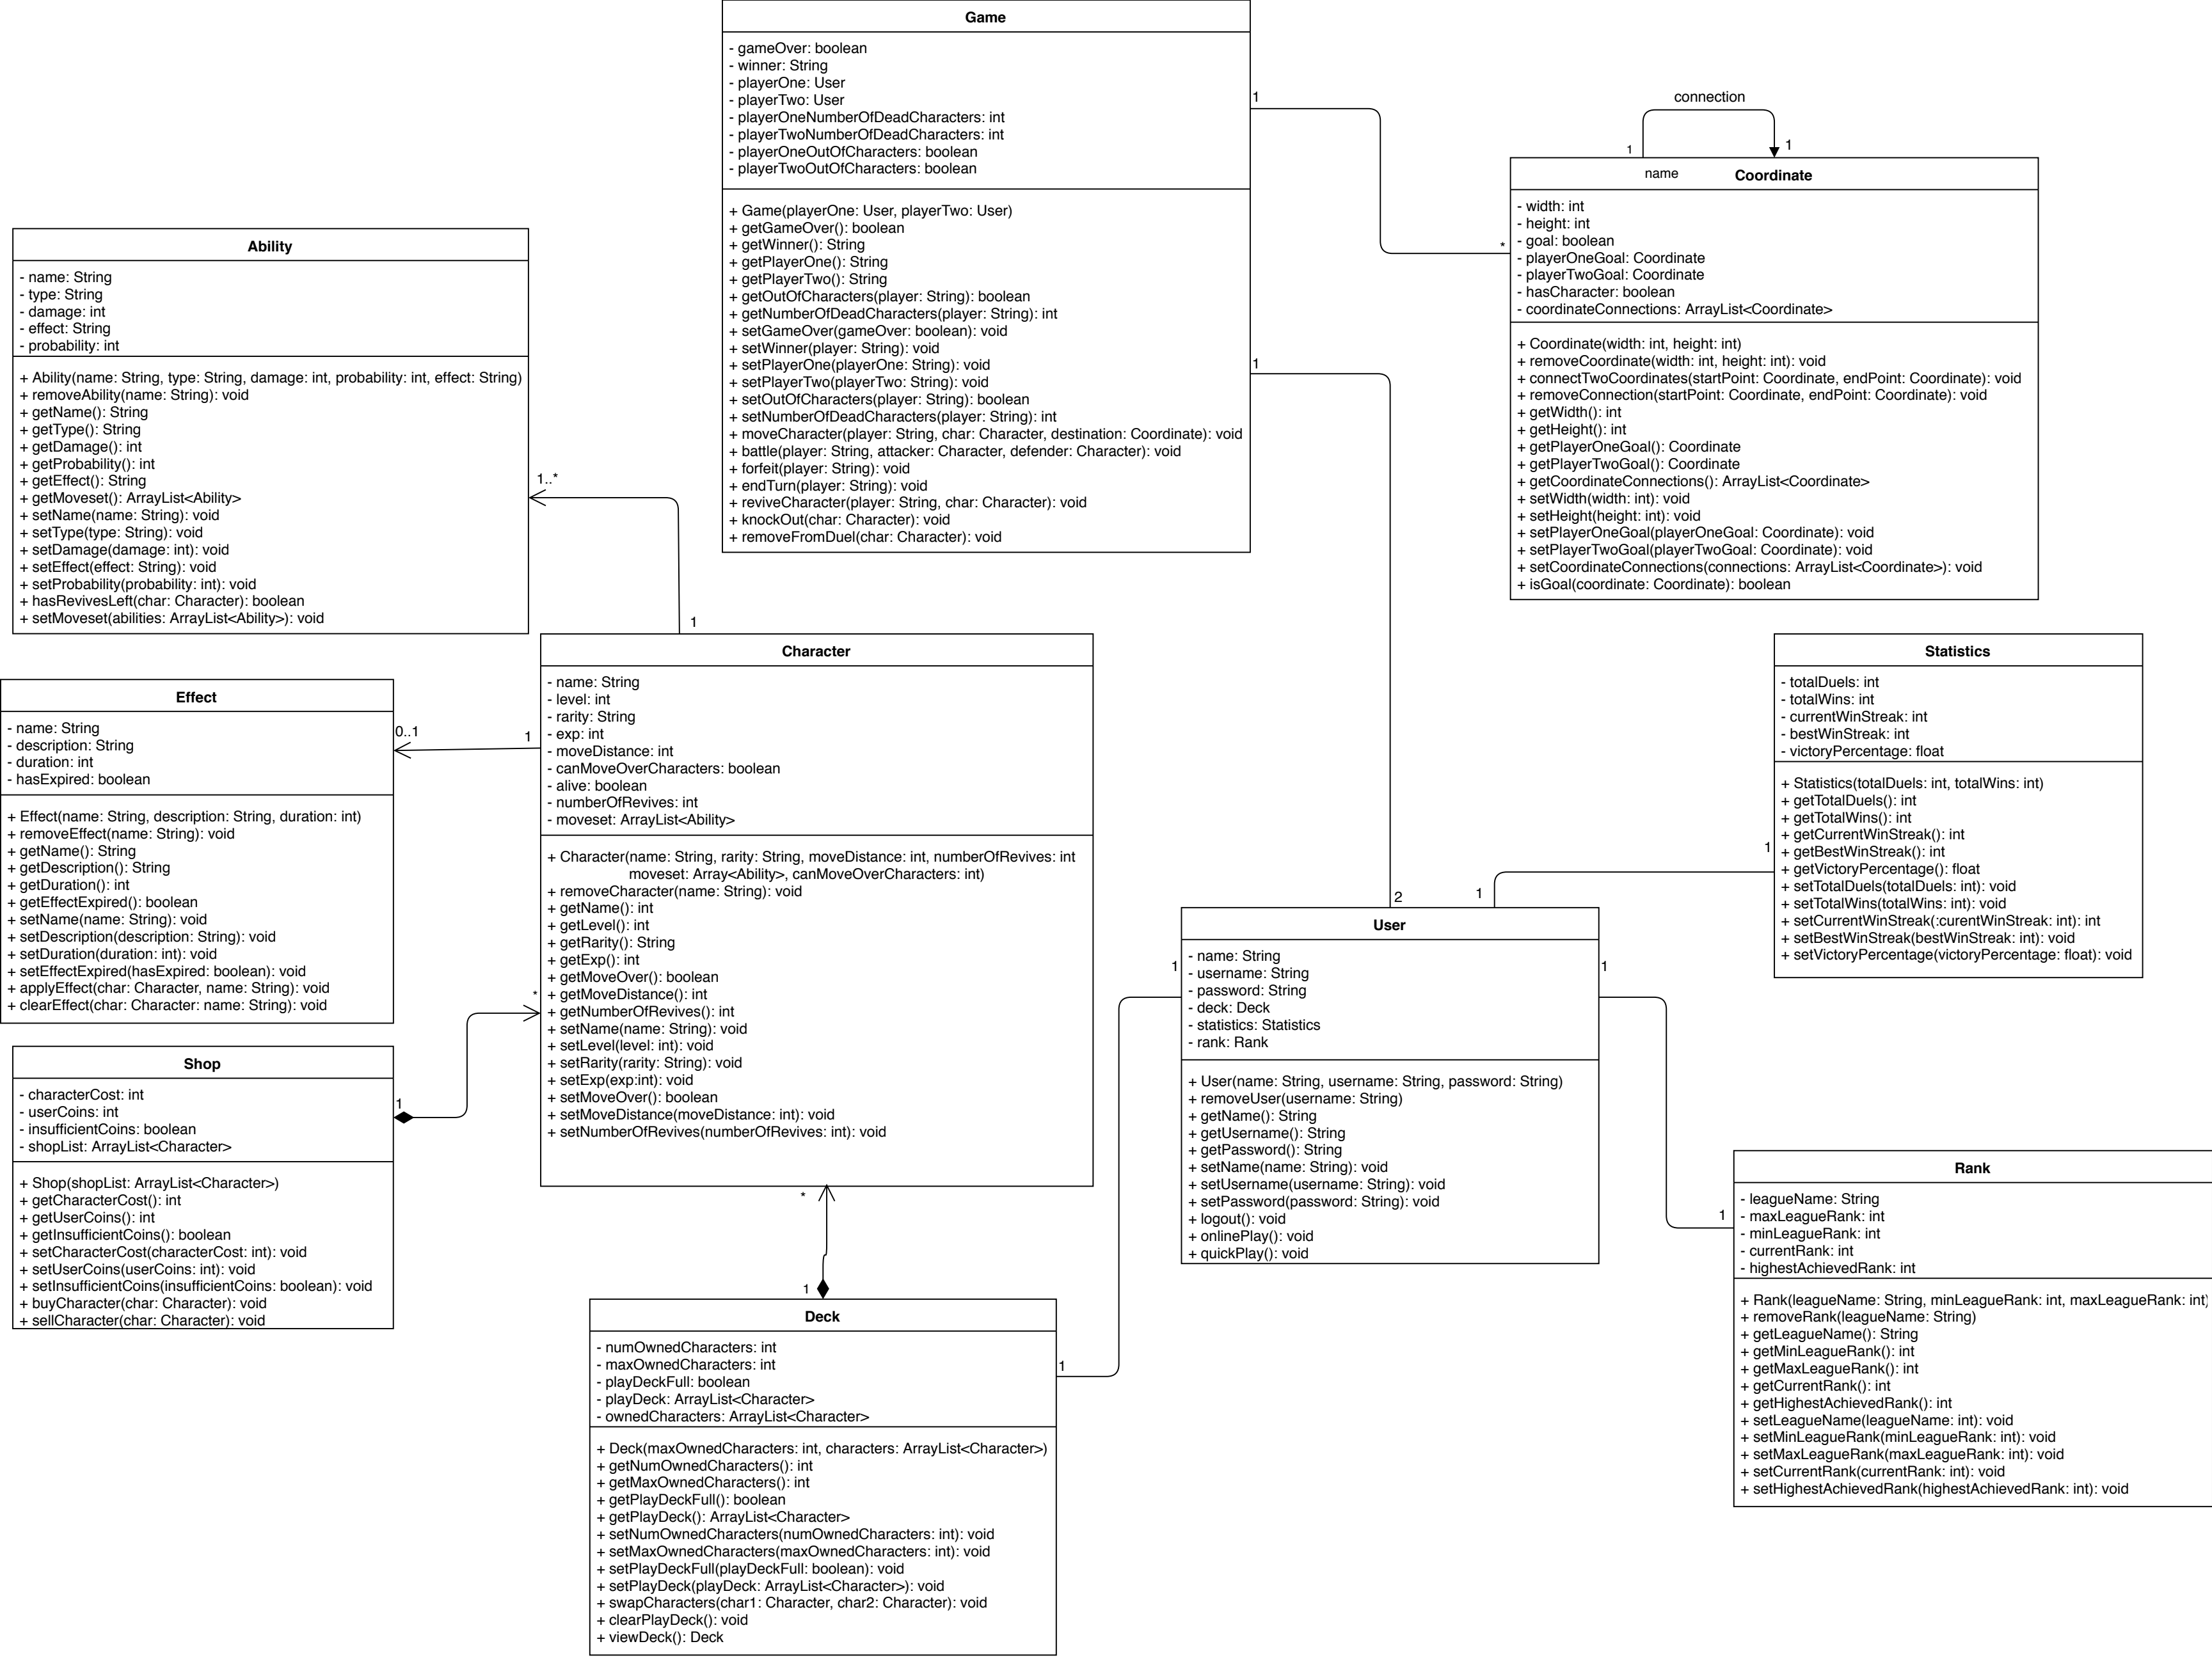 Game
- gameOver: boolean
- winner: String
- playerOne: User
- playerTwo: User
- playerOneNumberOfDeadCharacters: int
- playerTwoNumberOfDeadCharacters: int
- playerOneOutOfCharacters: boolean
- playerTwoOutOfCharacters: boolean
+ Game(playerOne: User, playerTwo: User)
+ getGameOver(): boolean
+ getWinner(): String
+ getPlayerOne(): String
+ getPlayerTwo(): String
+ getOutOfCharacters(player: String): boolean
+ getNumberOfDeadCharacters(player: String): int
+ setGameOver(gameOver: boolean): void
+ setWinner(player: String): void
+ setPlayerOne(playerOne: String): void
+ setPlayerTwo(playerTwo: String): void
+ setOutOfCharacters(player: String): boolean
+ setNumberOfDeadCharacters(player: String): int
+ moveCharacter(player: String, char: Character, destination: Coordinate): void
+ battle(player: String, attacker: Character, defender: Character): void
+ forfeit(player: String): void
+ endTurn(player: String): void
+ reviveCharacter(player: String, char: Character): void
+ knockOut(char: Character): void
+ removeFromDuel(char: Character): void
1
*
1
2
connection
1
1
name
Coordinate
- width: int
- height: int
- goal: boolean
- playerOneGoal: Coordinate
- playerTwoGoal: Coordinate
- hasCharacter: boolean
- coordinateConnections: ArrayList<Coordinate>
+ Coordinate(width: int, height: int)
+ removeCoordinate(width: int, height: int): void
+ connectTwoCoordinates(startPoint: Coordinate, endPoint: Coordinate): void
+ removeConnection(startPoint: Coordinate, endPoint: Coordinate): void
+ getWidth(): int
+ getHeight(): int
+ getPlayerOneGoal(): Coordinate
+ getPlayerTwoGoal(): Coordinate
+ getCoordinateConnections(): ArrayList<Coordinate>
+ setWidth(width: int): void
+ setHeight(height: int): void
+ setPlayerOneGoal(playerOneGoal: Coordinate): void
+ setPlayerTwoGoal(playerTwoGoal: Coordinate): void
+ setCoordinateConnections(connections: ArrayList<Coordinate>): void
+ isGoal(coordinate: Coordinate): boolean
Ability
- name: String
- type: String
- damage: int
- effect: String
- probability: int
+ Ability(name: String, type: String, damage: int, probability: int, effect: String)
+ removeAbility(name: String): void
+ getName(): String
+ getType(): String
+ getDamage(): int
+ getProbability(): int
+ getEffect(): String
+ getMoveset(): ArrayList<Ability>
+ setName(name: String): void
+ setType(type: String): void
+ setDamage(damage: int): void
+ setEffect(effect: String): void
+ setProbability(probability: int): void
+ hasRevivesLeft(char: Character): boolean
+ setMoveset(abilities: ArrayList<Ability>): void
1..*
1
Effect
- name: String
- description: String
- duration: int
- hasExpired: boolean
+ Effect(name: String, description: String, duration: int)
+ removeEffect(name: String): void
+ getName(): String
+ getDescription(): String
+ getDuration(): int
+ getEffectExpired(): boolean
+ setName(name: String): void
+ setDescription(description: String): void
+ setDuration(duration: int): void
+ setEffectExpired(hasExpired: boolean): void
+ applyEffect(char: Character, name: String): void
+ clearEffect(char: Character: name: String): void
0..1
1
Character
- name: String
- level: int
- rarity: String
- exp: int
- moveDistance: int
- canMoveOverCharacters: boolean
- alive: boolean
- numberOfRevives: int
- moveset: ArrayList<Ability>
+ Character(name: String, rarity: String, moveDistance: int, numberOfRevives: int
moveset: Array<Ability>, canMoveOverCharacters: int)
+ removeCharacter(name: String): void
+ getName(): int
+ getLevel(): int
+ getRarity(): String
+ getExp(): int
+ getMoveOver(): boolean
+ getMoveDistance(): int
+ getNumberOfRevives(): int
+ setName(name: String): void
+ setLevel(level: int): void
+ setRarity(rarity: String): void
+ setExp(exp:int): void
+ setMoveOver(): boolean
+ setMoveDistance(moveDistance: int): void
+ setNumberOfRevives(numberOfRevives: int): void
*
1
Shop
- characterCost: int
- userCoins: int
- insufficientCoins: boolean
- shopList: ArrayList<Character>
+ Shop(shopList: ArrayList<Character>)
+ getCharacterCost(): int
+ getUserCoins(): int
+ getInsufficientCoins(): boolean
+ setCharacterCost(characterCost: int): void
+ setUserCoins(userCoins: int): void
+ setInsufficientCoins(insufficientCoins: boolean): void
+ buyCharacter(char: Character): void
+ sellCharacter(char: Character): void
*
1
Deck
- numOwnedCharacters: int
- maxOwnedCharacters: int
- playDeckFull: boolean
- playDeck: ArrayList<Character>
- ownedCharacters: ArrayList<Character>
+ Deck(maxOwnedCharacters: int, characters: ArrayList<Character>)
+ getNumOwnedCharacters(): int
+ getMaxOwnedCharacters(): int
+ getPlayDeckFull(): boolean
+ getPlayDeck(): ArrayList<Character>
+ setNumOwnedCharacters(numOwnedCharacters: int): void
+ setMaxOwnedCharacters(maxOwnedCharacters: int): void
+ setPlayDeckFull(playDeckFull: boolean): void
+ setPlayDeck(playDeck: ArrayList<Character>): void
+ swapCharacters(char1: Character, char2: Character): void
+ clearPlayDeck(): void
+ viewDeck(): Deck
1
1
User
- name: String
- username: String
- password: String
- deck: Deck
- statistics: Statistics
- rank: Rank
+ User(name: String, username: String, password: String)
+ removeUser(username: String)
+ getName(): String
+ getUsername(): String
+ getPassword(): String
+ setName(name: String): void
+ setUsername(username: String): void
+ setPassword(password: String): void
+ logout(): void
+ onlinePlay(): void
+ quickPlay(): void
1
1
Statistics
- totalDuels: int
- totalWins: int
- currentWinStreak: int
- bestWinStreak: int
- victoryPercentage: float
+ Statistics(totalDuels: int, totalWins: int)
+ getTotalDuels(): int
+ getTotalWins(): int
+ getCurrentWinStreak(): int
+ getBestWinStreak(): int
+ getVictoryPercentage(): float
+ setTotalDuels(totalDuels: int): void
+ setTotalWins(totalWins: int): void
+ setCurrentWinStreak(:curentWinStreak: int): int
+ setBestWinStreak(bestWinStreak: int): void
+ setVictoryPercentage(victoryPercentage: float): void
1
1
Rank
- leagueName: String
- maxLeagueRank: int
- minLeagueRank: int
- currentRank: int
- highestAchievedRank: int
+ Rank(leagueName: String, minLeagueRank: int, maxLeagueRank: int)
+ removeRank(leagueName: String)
+ getLeagueName(): String
+ getMinLeagueRank(): int
+ getMaxLeagueRank(): int
+ getCurrentRank(): int
+ getHighestAchievedRank(): int
+ setLeagueName(leagueName: int): void
+ setMinLeagueRank(minLeagueRank: int): void
+ setMaxLeagueRank(maxLeagueRank: int): void
+ setCurrentRank(currentRank: int): void
+ setHighestAchievedRank(highestAchievedRank: int): void